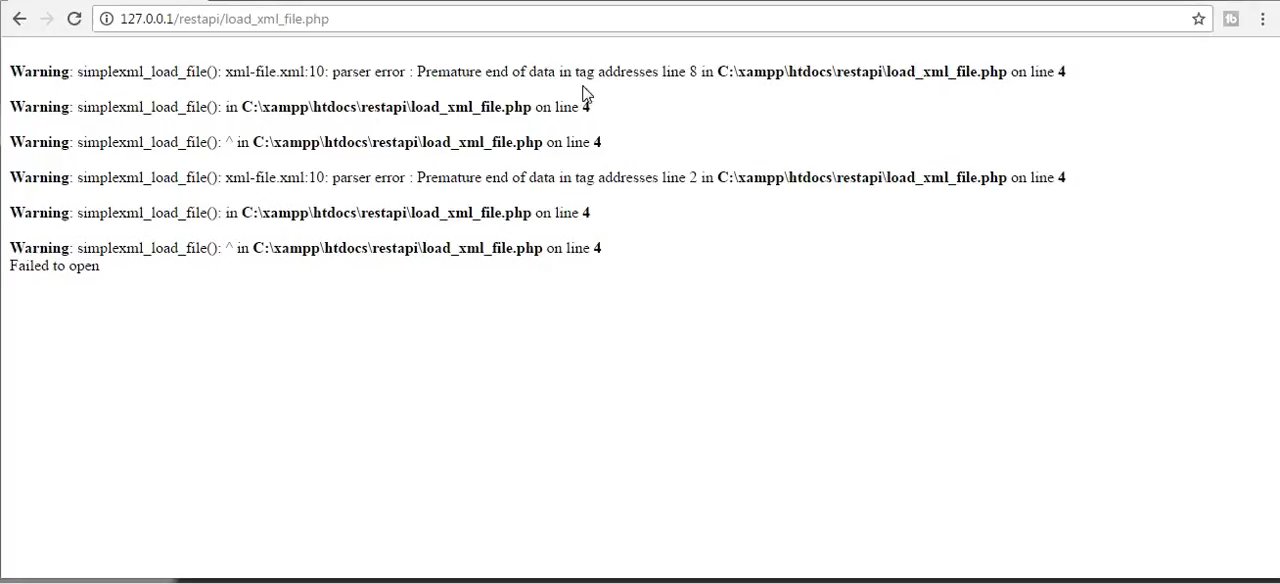 127.0.0.1/restapi/load_xml_file.php
Warning: simplexml_load_file(): xml-file.xml:10: parser error : Premature end of data in tag addresses line 8 in C:\xampp\htdocs\restapi\load_xml_file.php on line 4
Warning: simplexml_load_file(): in C:\xampp\htdocs\restapi\load_xml_file.php on line 4
Warning: simplexml_load_file(): ^ in C:\xampp\htdocs\restapi\load_xml_file.php on line 4
Warning: simplexml_load_file(): xml-file.xml:10: parser error : Premature end of data in tag addresses line 2 in C:\xampp\htdocs\restapi\load_xml_file.php on line 4
Warning: simplexml_load_file(): in C:\xampp\htdocs\restapi\load_xml_file.php on line 4
Warning: simplexml_load_file(): ^ in C:\xampp\htdocs\restapi\load_xml_file.php on line 4
Failed to open